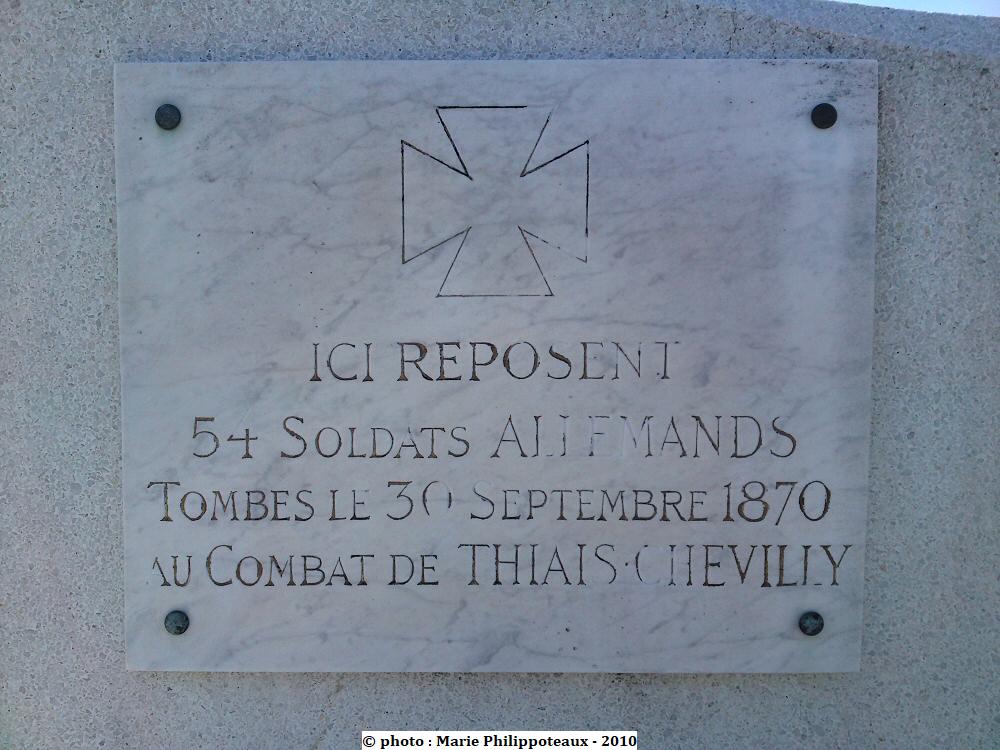 ICI REPOSENT
54 SOLDATS ALLEMANDS
TOMBES LE 30 SEPTEMBRE 1870
AU COMBAT DE THIAIS·CHEVILLY
© photo : Marie Philippoteaux - 2010